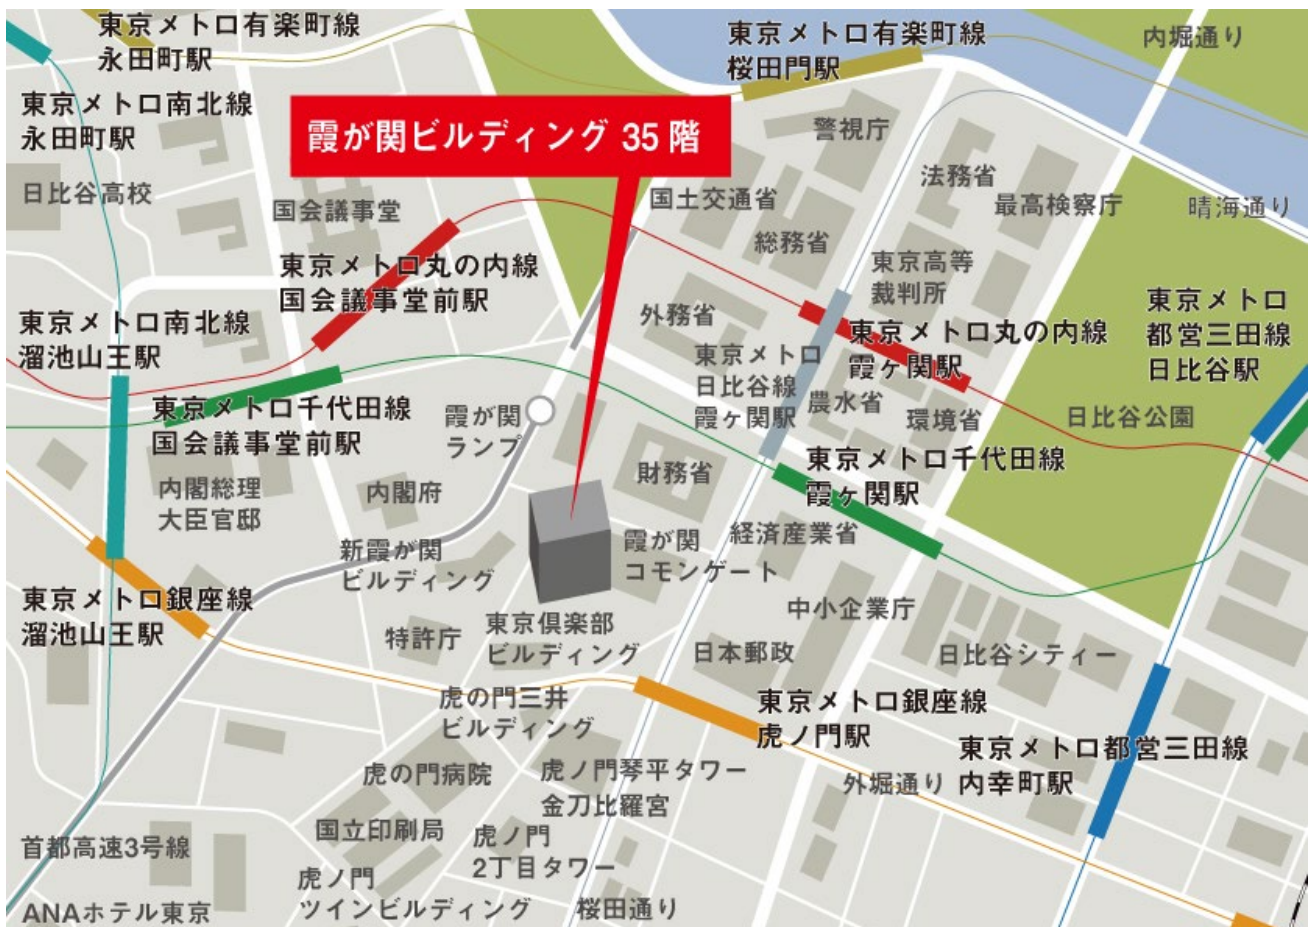 東京メトロ有楽町線
永田町駅
東京メトロ有楽町線
桜田門駅
内堀通り
東京メトロ南北線
永田町駅
霞が関ビルディング 35 階
警視庁
日比谷高校
国会議事堂
国土交通省
法務省
最高検察庁
晴海通り
総務省
東京メトロ丸の内線
国会議事堂前駅
東京高等
裁判所
東京メトロ
都営三田線
日比谷駅
東京メトロ南北線
溜池山王駅
外務省
東京メトロ丸の内線
霞ヶ関駅
東京メトロ
日比谷線
霞ヶ関駅
農水省
環境省
日比谷公園
東京メトロ千代田線
国会議事堂前駅
霞が関
ランプ
財務省
東京メトロ千代田線
霞ヶ関駅
内閣総理
大臣官邸
内閣府
新霞が関
ビルディング
霞が関
コモンゲート
経済産業省
中小企業庁
東京メトロ銀座線
溜池山王駅
特許庁
東京倶楽部
ビルディング
日本郵政
日比谷シティー
虎の門三井
ビルディング
東京メトロ銀座線
虎ノ門駅
東京メトロ都営三田線
内幸町駅
外堀通り
虎の門病院
虎ノ門琴平タワー
金刀比羅宮
国立印刷局
虎ノ門
2丁目タワー
首都高速3号線
虎ノ門
ツインビルディング
桜田通り
ANAホテル東京